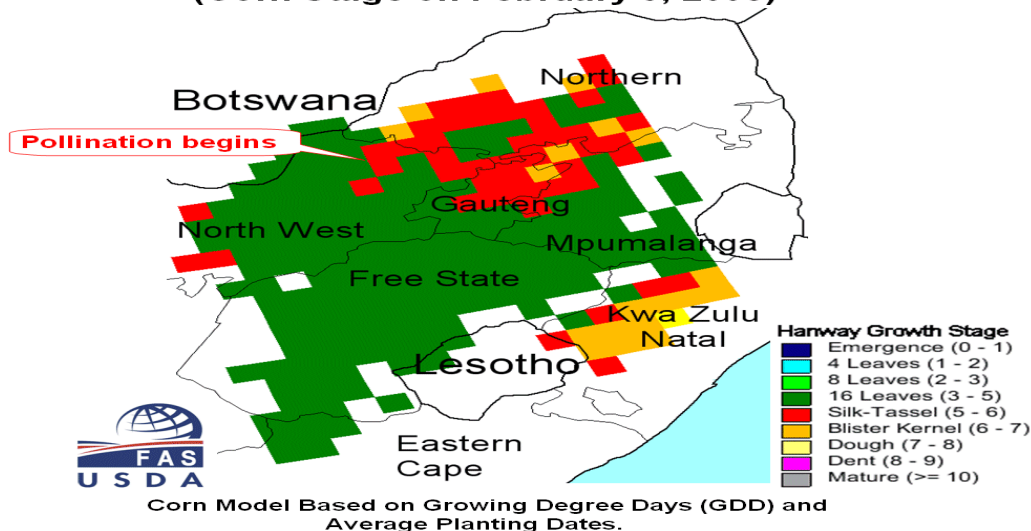 Northern
Botswana
Pollination begins
Gauteng
North West
Mpumalanga
Free State
Kwa Zulu
Natal
Lesotho
Eastern
Cape
Hanway Growth Stage
Emergence (0 - 1)
4 Leaves (1 - 2)
8 Leaves (2 - 3)
16 Leaves (3 - 5)
Silk-Tassel (5 - 6)
Blister Kernel (6 - 7)
Dough (7 - 8)
Dent (8 - 9)
Mature (>= 10)
FAS
USDA
Corn Model Based on Growing Degree Days (GDD) and
Average Planting Dates.